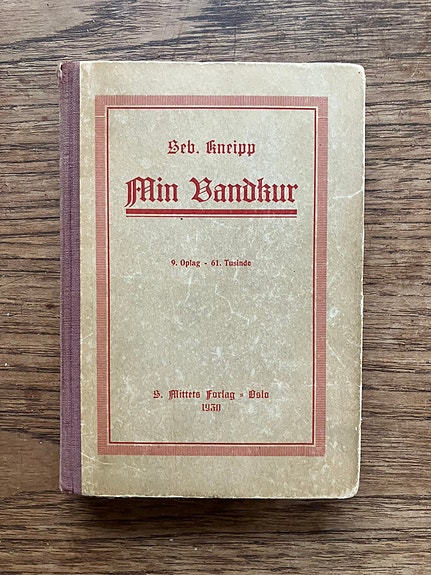 Seb. Kneipp
Min Vandkur
9. Oplag - 61. Tusinde
S. Mittets Forlag - Oslo
1930